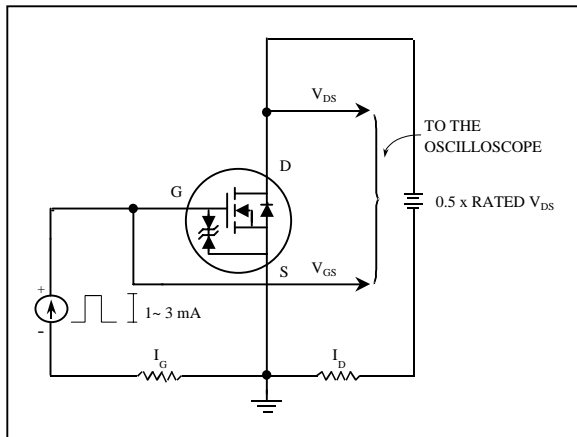 V_DS
TO THE
OSCILLOSCOPE
D
G
0.5 x RATED V_DS
S
V_GS
+
1~ 3 mA
-
I_G
I_D